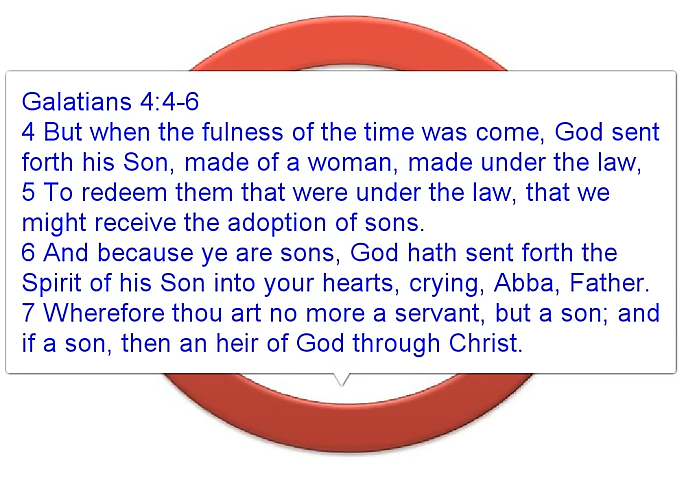 Galatians 4:4-6
4 But when the fulness of the time was come, God sent
forth his Son, made of a woman, made under the law,
5 To redeem them that were under the law, that we
might receive the adoption of sons.
6 And because ye are sons, God hath sent forth the
Spirit of his Son into your hearts, crying, Abba, Father.
7 Wherefore thou art no more a servant, but a son; and
if a son, then an heir of God through Christ.